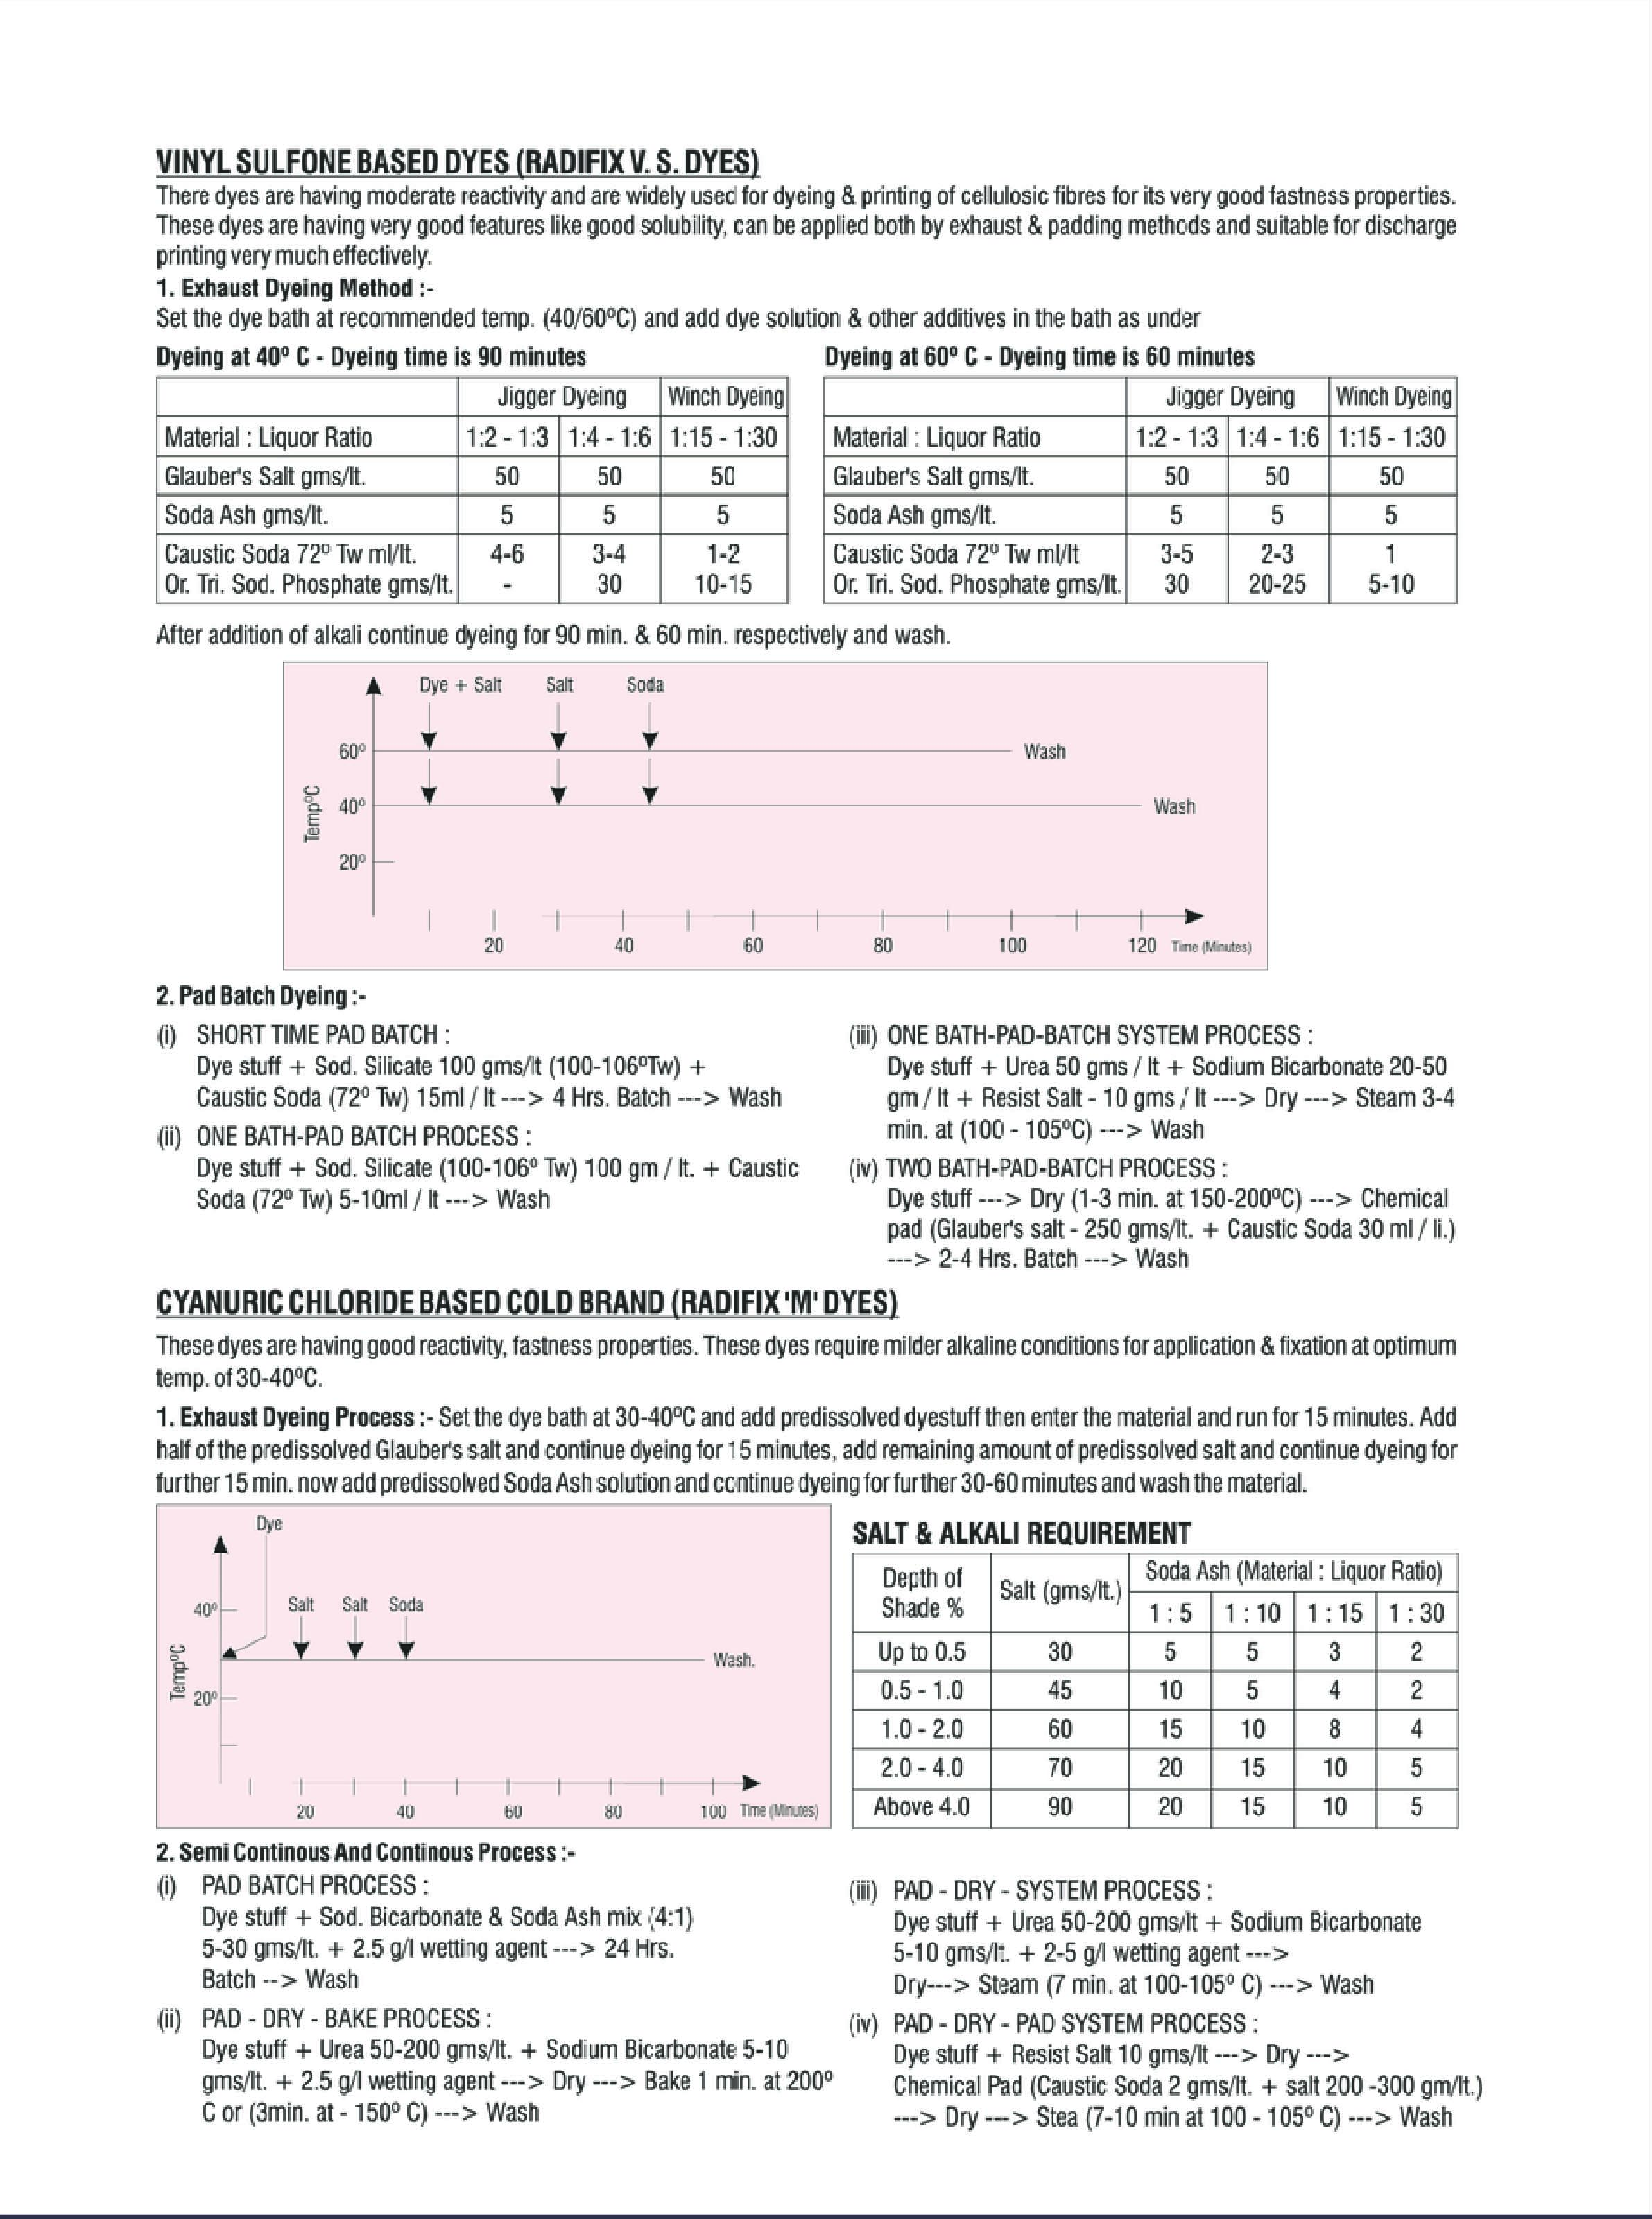 VINYL SULFONE BASED DYES (RADIFIX V. S. DYES)
There dyes are having moderate reactivity and are widely used for dyeing & printing of cellulosic fibres for its very good fastness properties.
These dyes are having very good features like good solubility, can be applied both by exhaust & padding methods and suitable for discharge
printing very much effectively.
1. Exhaust Dyeing Method :-
Set the dye bath at recommended temp. (40/60⁰C) and add dye solution & other additives in the bath as under
Dyeing at 40⁰ C - Dyeing time is 90 minutes
Jigger Dyeing Winch Dyeing
Material : Liquor Ratio 1:2 - 1:3 1:4 - 1:6 1:15 - 1:30
Glauber's Salt gms/lt. 50 50 50
Soda Ash gms/lt. 5 5 5
Caustic Soda 72⁰ Tw ml/lt. 4-6 3-4 1-2
Or. Tri. Sod. Phosphate gms/lt. - 30 10-15
Dyeing at 60⁰ C - Dyeing time is 60 minutes
Jigger Dyeing Winch Dyeing
Material : Liquor Ratio 1:2 - 1:3 1:4 - 1:6 1:15 - 1:30
Glauber's Salt gms/lt. 50 50 50
Soda Ash gms/lt. 5 5 5
Caustic Soda 72⁰ Tw ml/lt 3-5 2-3 1
Or. Tri. Sod. Phosphate gms/lt. 30 20-25 5-10
After addition of alkali continue dyeing for 90 min. & 60 min. respectively and wash.
Dye + Salt Salt Soda
60⁰ Wash
Temp⁰C
40⁰ Wash
20⁰
20 40 60 80 100 120 Time (Minutes)
2. Pad Batch Dyeing :-
(i) SHORT TIME PAD BATCH :
Dye stuff + Sod. Silicate 100 gms/lt (100-106⁰Tw) +
Caustic Soda (72⁰ Tw) 15ml / lt ---> 4 Hrs. Batch ---> Wash
(ii) ONE BATH-PAD BATCH PROCESS :
Dye stuff + Sod. Silicate (100-106⁰ Tw) 100 gm / lt. + Caustic
Soda (72⁰ Tw) 5-10ml / lt ---> Wash
(iii) ONE BATH-PAD-BATCH SYSTEM PROCESS :
Dye stuff + Urea 50 gms / lt + Sodium Bicarbonate 20-50
gm / lt + Resist Salt - 10 gms / lt ---> Dry ---> Steam 3-4
min. at (100 - 105⁰C) ---> Wash
(iv) TWO BATH-PAD-BATCH PROCESS :
Dye stuff ---> Dry (1-3 min. at 150-200⁰C) ---> Chemical
pad (Glauber's salt - 250 gms/lt. + Caustic Soda 30 ml / li.)
---> 2-4 Hrs. Batch ---> Wash
CYANURIC CHLORIDE BASED COLD BRAND (RADIFIX 'M' DYES)
These dyes are having good reactivity, fastness properties. These dyes require milder alkaline conditions for application & fixation at optimum
temp. of 30-40⁰C.
1. Exhaust Dyeing Process :- Set the dye bath at 30-40⁰C and add predissolved dyestuff then enter the material and run for 15 minutes. Add
half of the predissolved Glauber's salt and continue dyeing for 15 minutes, add remaining amount of predissolved salt and continue dyeing for
further 15 min. now add predissolved Soda Ash solution and continue dyeing for further 30-60 minutes and wash the material.
Dye
40⁰ Salt Salt Soda
Temp⁰C
Wash.
20⁰
20 40 60 80 100 Time (Minutes)
SALT & ALKALI REQUIREMENT
Depth of Shade % Salt (gms/lt.) Soda Ash (Material : Liquor Ratio)
1 : 5 1 : 10 1 : 15 1 : 30
Up to 0.5 30 5 5 3 2
0.5 - 1.0 45 10 5 4 2
1.0 - 2.0 60 15 10 8 4
2.0 - 4.0 70 20 15 10 5
Above 4.0 90 20 15 10 5
2. Semi Continous And Continous Process :-
(i) PAD BATCH PROCESS :
Dye stuff + Sod. Bicarbonate & Soda Ash mix (4:1)
5-30 gms/lt. + 2.5 g/l wetting agent ---> 24 Hrs.
Batch --> Wash
(ii) PAD - DRY - BAKE PROCESS :
Dye stuff + Urea 50-200 gms/lt. + Sodium Bicarbonate 5-10
gms/lt. + 2.5 g/l wetting agent ---> Dry ---> Bake 1 min. at 200⁰
C or (3min. at - 150⁰ C) ---> Wash
(iii) PAD - DRY - SYSTEM PROCESS :
Dye stuff + Urea 50-200 gms/lt + Sodium Bicarbonate
5-10 gms/lt. + 2-5 g/l wetting agent --->
Dry---> Steam (7 min. at 100-105⁰ C) ---> Wash
(iv) PAD - DRY - PAD SYSTEM PROCESS :
Dye stuff + Resist Salt 10 gms/lt ---> Dry --->
Chemical Pad (Caustic Soda 2 gms/lt. + salt 200 -300 gm/lt.)
---> Dry ---> Stea (7-10 min at 100 - 105⁰ C) ---> Wash